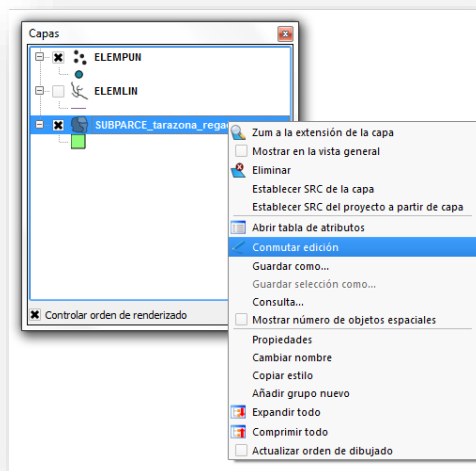 Capas
ELEMPUN
ELEMLIN
SUBPARCE_tarazona_rega
Zum a la extensión de la capa
Mostrar en la vista general
Eliminar
Establecer SRC de la capa
Establecer SRC del proyecto a partir de capa
Abrir tabla de atributos
Conmutar edición
Guardar como...
Guardar selección como...
Consulta...
Mostrar número de objetos espaciales
Controlar orden de renderizado
Propiedades
Cambiar nombre
Copiar estilo
Añadir grupo nuevo
Expandir todo
Comprimir todo
Actualizar orden de dibujado